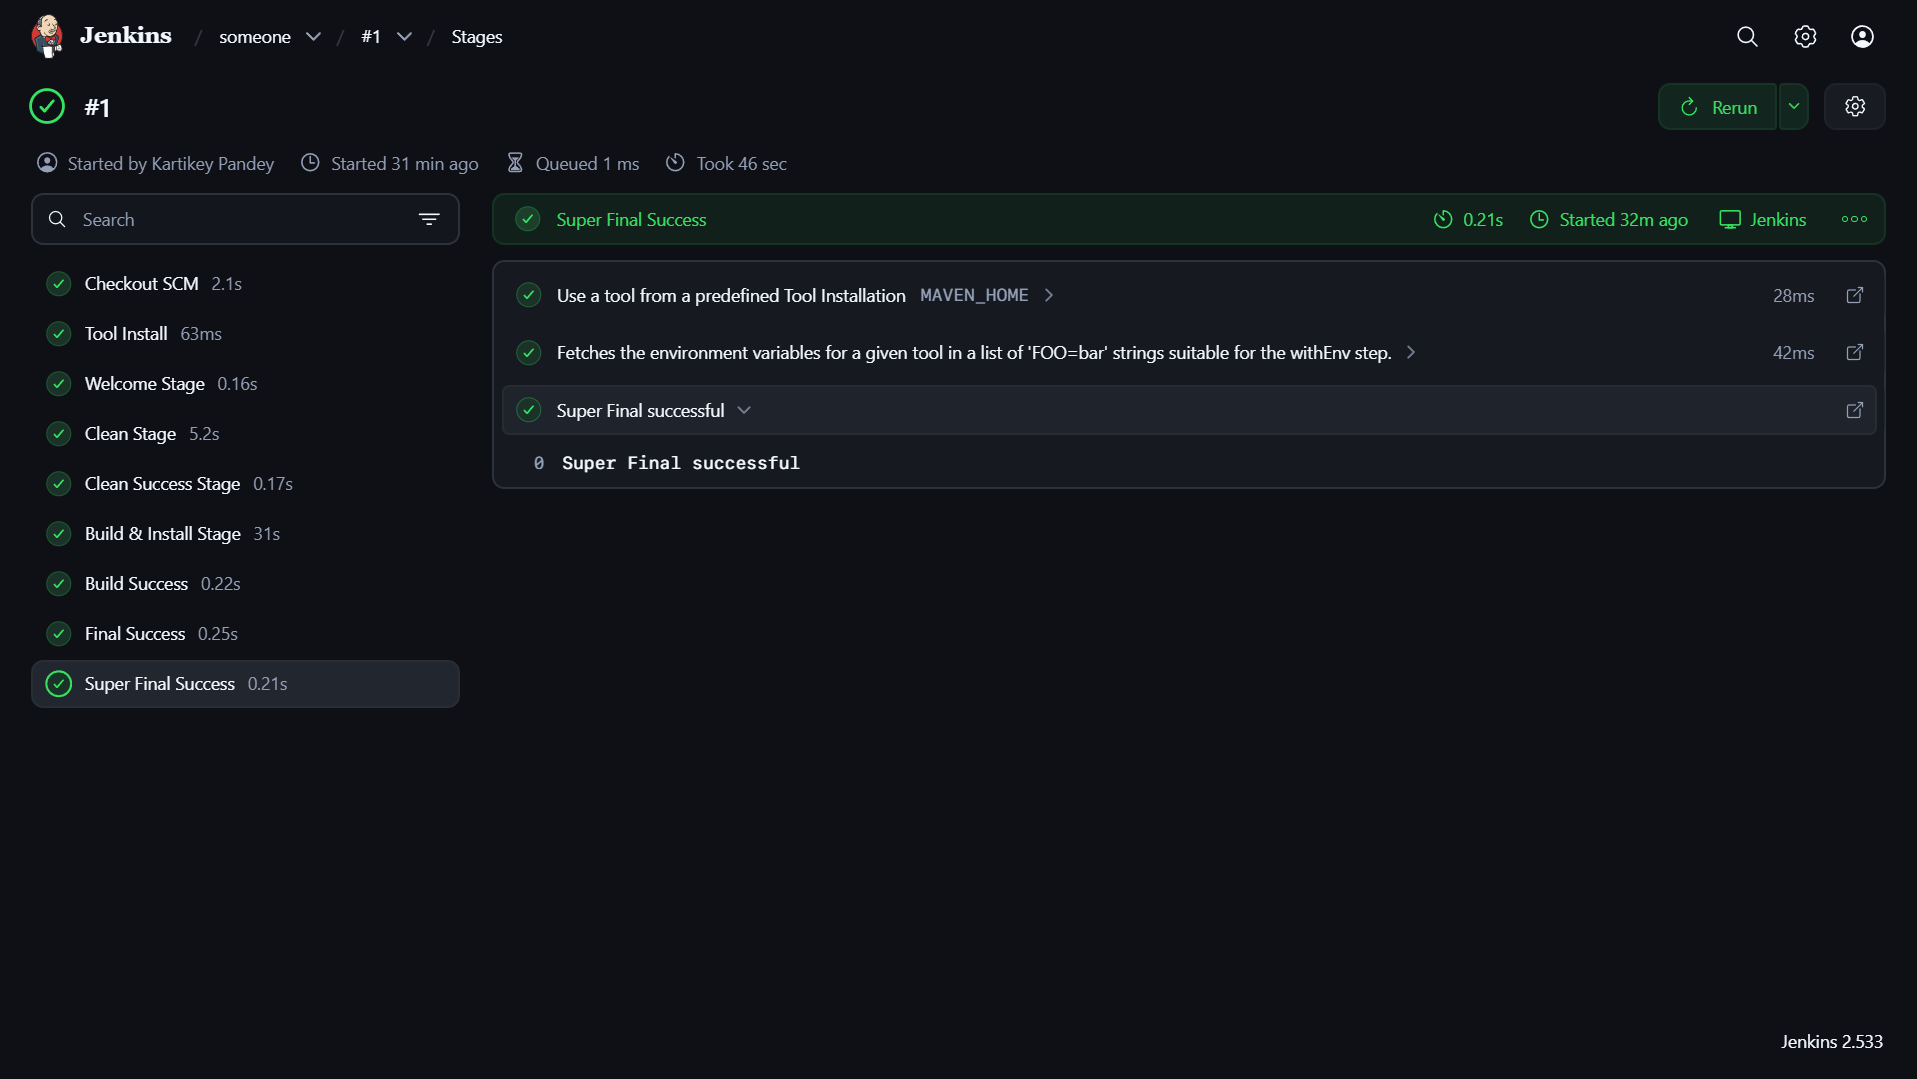 Jenkins / someone / #1 / Stages
#1
Rerun
Started by Kartikey Pandey Started 31 min ago Queued 1 ms Took 46 sec
Search
Checkout SCM 2.1s
Tool Install 63ms
Welcome Stage 0.16s
Clean Stage 5.2s
Clean Success Stage 0.17s
Build & Install Stage 31s
Build Success 0.22s
Final Success 0.25s
Super Final Success 0.21s
Super Final Success 0.21s Started 32m ago Jenkins
Use a tool from a predefined Tool Installation MAVEN_HOME 28ms
Fetches the environment variables for a given tool in a list of 'FOO=bar' strings suitable for the withEnv step. 42ms
Super Final successful
0 Super Final successful
Jenkins 2.533